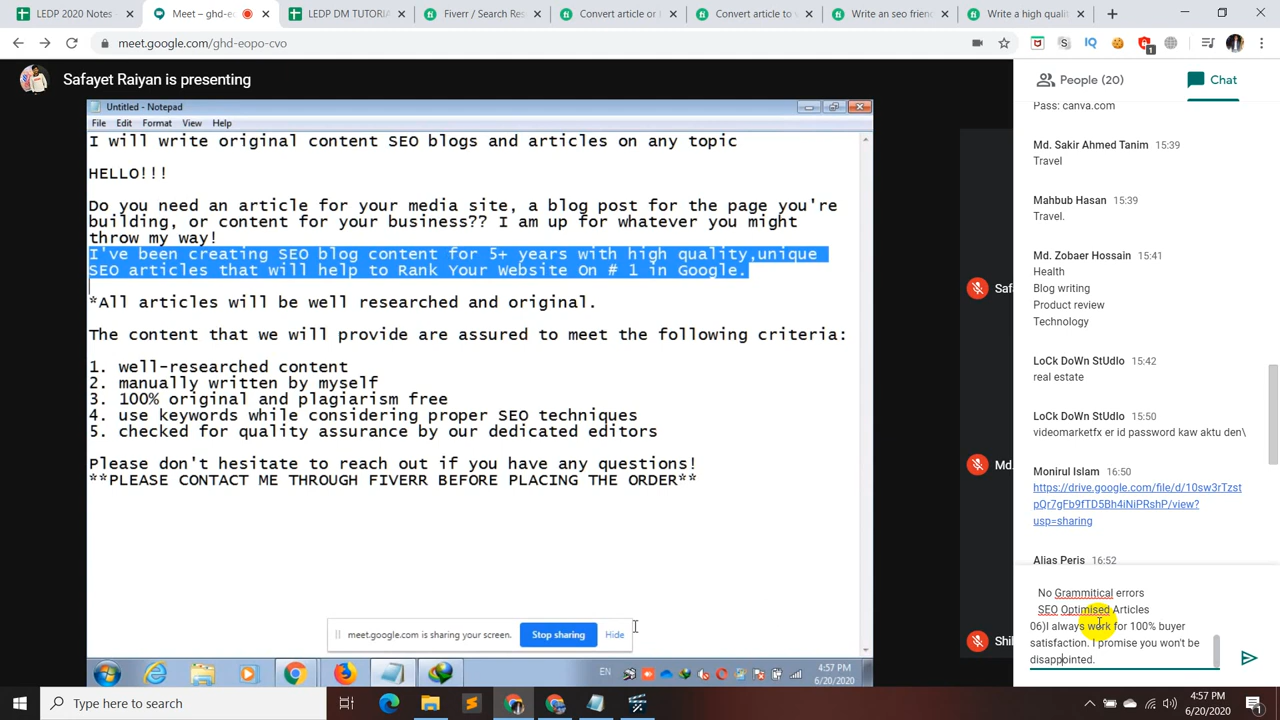 LEDP 2020 Notes
Meet – ghd-eo
LEDP DM TUTORIA
Fiverr / Search Res
Convert article or
Convert article to v
Write an seo frien
Write a high quali
meet.google.com/ghd-eopo-cvo
Safayet Raiyan is presenting
People (20)
Chat
Untitled - Notepad
File Edit Format View Help
I will write original content SEO blogs and articles on any topic
HELLO!!!
Do you need an article for your media site, a blog post for the page you're
building, or content for your business?? I am up for whatever you might
throw my way!
I've been creating SEO blog content for 5+ years with high quality,unique
SEO articles that will help to Rank Your Website On # 1 in Google.
*All articles will be well researched and original.
The content that we will provide are assured to meet the following criteria:
1. well-researched content
2. manually written by myself
3. 100% original and plagiarism free
4. use keywords while considering proper SEO techniques
5. checked for quality assurance by our dedicated editors
Please don't hesitate to reach out if you have any questions!
**PLEASE CONTACT ME THROUGH FIVERR BEFORE PLACING THE ORDER**
meet.google.com is sharing your screen.
Stop sharing
Hide
EN
4:57 PM
6/20/2020
Saf
Md.
Shi
Pass: canva.com
Md. Sakir Ahmed Tanim 15:39
Travel
Mahbub Hasan 15:39
Travel.
Md. Zobaer Hossain 15:41
Health
Blog writing
Product review
Technology
LoCk DoWn StUdIo 15:42
real estate
LoCk DoWn StUdIo 15:50
videomarketfx er id password kaw aktu den\
Monirul Islam 16:50
https://drive.google.com/file/d/10sw3rTzst
pQr7gFb9fTD5Bh4iNiPRshP/view?
usp=sharing
Alias Peris 16:52
No Grammitical errors
SEO Optimised Articles
06)I always work for 100% buyer
satisfaction. I promise you won't be
disappointed.
Type here to search
4:57 PM
6/20/2020